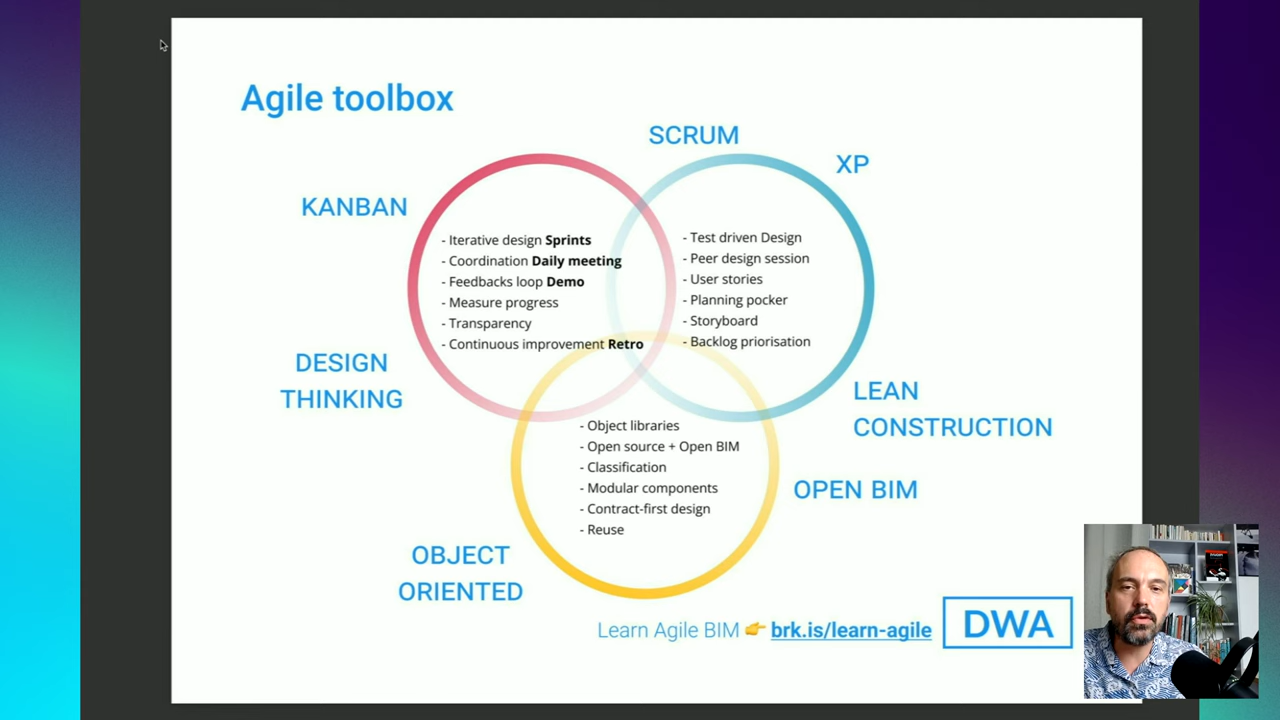 Agile toolbox
SCRUM
XP
KANBAN
- Iterative design Sprints
- Coordination Daily meeting
- Feedbacks loop Demo
- Measure progress
- Transparency
- Continuous improvement Retro
- Test driven Design
- Peer design session
- User stories
- Planning pocker
- Storyboard
- Backlog priorisation
DESIGN
THINKING
LEAN
CONSTRUCTION
- Object libraries
- Open source + Open BIM
- Classification
- Modular components
- Contract-first design
- Reuse
OPEN BIM
OBJECT
ORIENTED
Learn Agile BIM 👉 brk.is/learn-agile
DWA